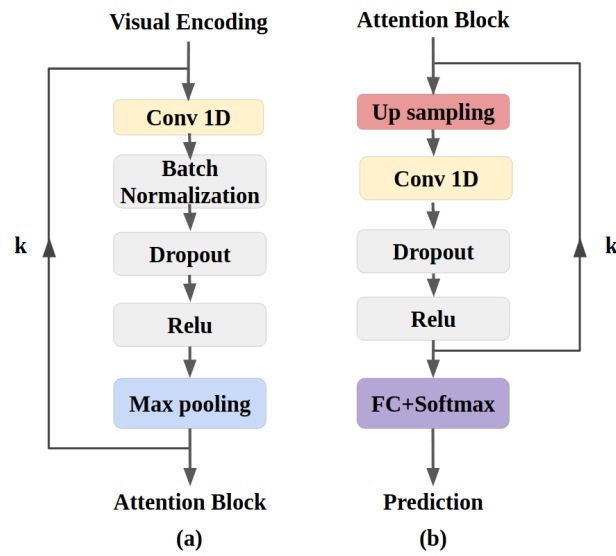 Visual Encoding
Conv 1D
Batch
Normalization
Dropout
Relu
Max pooling
k
Attention Block
(a)
Attention Block
Up sampling
Conv 1D
Dropout
Relu
FC+Softmax
k
Prediction
(b)